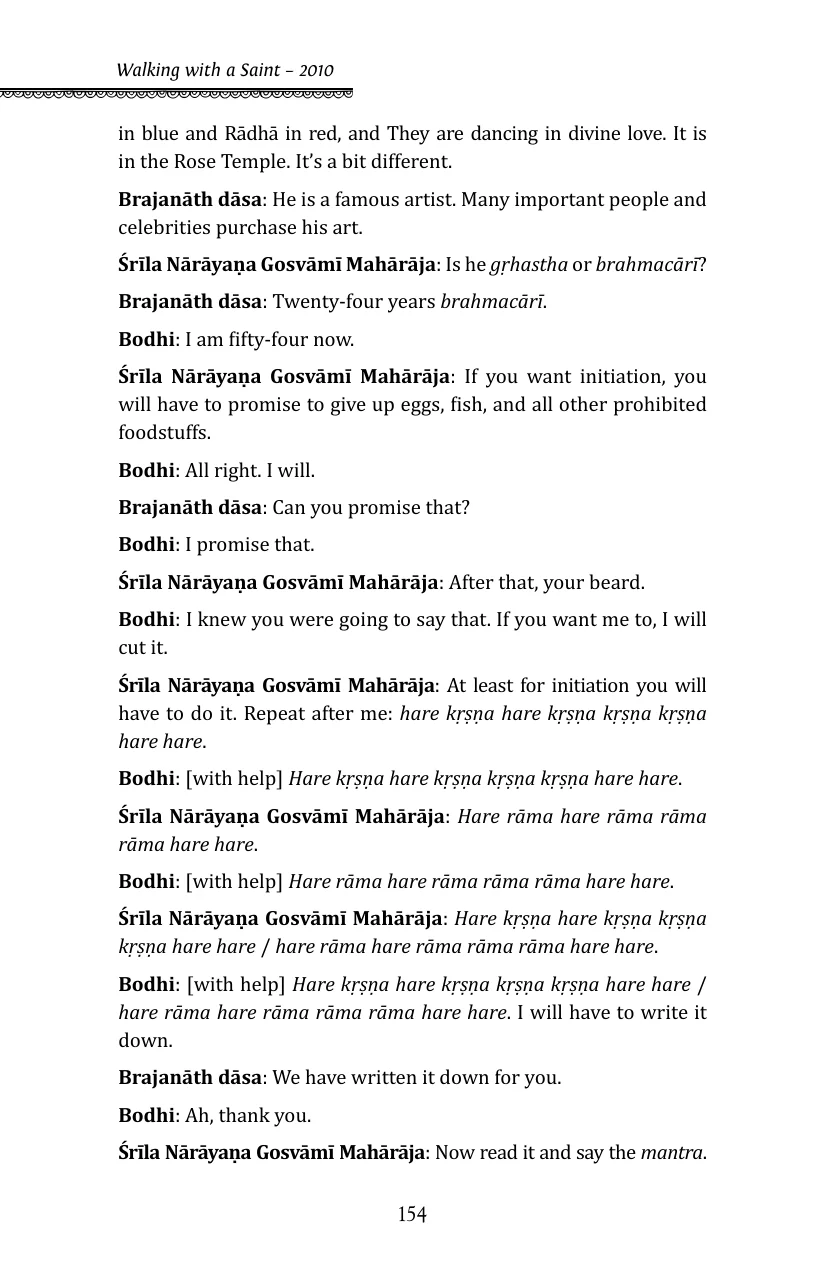 Walking with a Saint – 2010
in blue and Rādhā in red, and They are dancing in divine love. It is
in the Rose Temple. It’s a bit different.
Brajanāth dāsa: He is a famous artist. Many important people and
celebrities purchase his art.
Śrīla Nārāyaṇa Gosvāmī Mahārāja: Is he gṛhastha or brahmacārī?
Brajanāth dāsa: Twenty-four years brahmacārī.
Bodhi: I am fifty-four now.
Śrīla Nārāyaṇa Gosvāmī Mahārāja: If you want initiation, you
will have to promise to give up eggs, fish, and all other prohibited
foodstuffs.
Bodhi: All right. I will.
Brajanāth dāsa: Can you promise that?
Bodhi: I promise that.
Śrīla Nārāyaṇa Gosvāmī Mahārāja: After that, your beard.
Bodhi: I knew you were going to say that. If you want me to, I will
cut it.
Śrīla Nārāyaṇa Gosvāmī Mahārāja: At least for initiation you will
have to do it. Repeat after me: hare kṛṣṇa hare kṛṣṇa kṛṣṇa kṛṣṇa
hare hare.
Bodhi: [with help] Hare kṛṣṇa hare kṛṣṇa kṛṣṇa kṛṣṇa hare hare.
Śrīla Nārāyaṇa Gosvāmī Mahārāja: Hare rāma hare rāma rāma
rāma hare hare.
Bodhi: [with help] Hare rāma hare rāma rāma rāma hare hare.
Śrīla Nārāyaṇa Gosvāmī Mahārāja: Hare kṛṣṇa hare kṛṣṇa kṛṣṇa
kṛṣṇa hare hare / hare rāma hare rāma rāma rāma hare hare.
Bodhi: [with help] Hare kṛṣṇa hare kṛṣṇa kṛṣṇa kṛṣṇa hare hare /
hare rāma hare rāma rāma rāma hare hare. I will have to write it
down.
Brajanāth dāsa: We have written it down for you.
Bodhi: Ah, thank you.
Śrīla Nārāyaṇa Gosvāmī Mahārāja: Now read it and say the mantra.
154